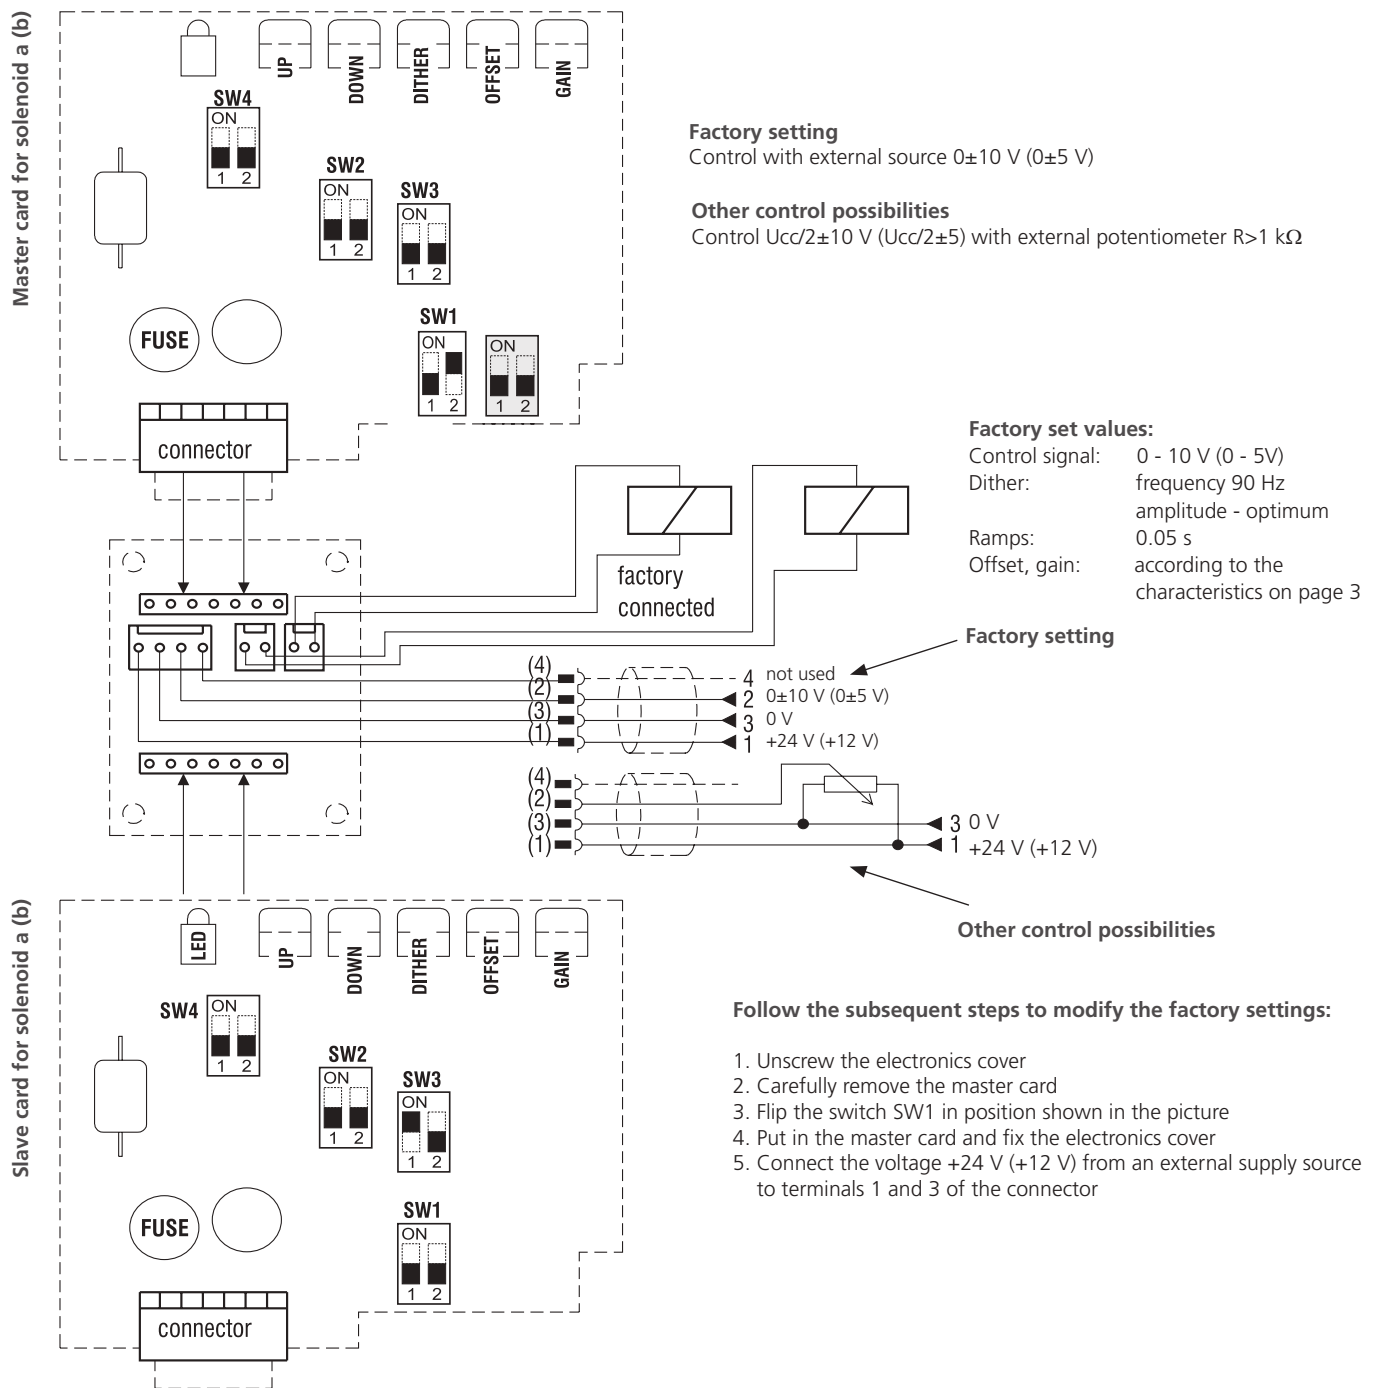 Master card for solenoid a (b)
UP
DOWN
DITHER
OFFSET
GAIN
SW4
ON
1 2
SW2
ON
1 2
SW3
ON
1 2
Factory setting
Control with external source 0±10 V (0±5 V)
Other control possibilities
Control Ucc/2±10 V (Ucc/2±5) with external potentiometer R>1 kΩ
FUSE
SW1
ON
1 2
ON
1 2
connector
Factory set values:
Control signal: 0 - 10 V (0 - 5V)
Dither: frequency 90 Hz
amplitude - optimum
Ramps: 0.05 s
Offset, gain: according to the
characteristics on page 3
factory
connected
Factory setting
(4) 4 not used
(2) 2 0±10 V (0±5 V)
(3) 3 0 V
(1) 1 +24 V (+12 V)
(4)
(2)
(3) 3 0 V
(1) 1 +24 V (+12 V)
Other control possibilities
Slave card for solenoid a (b)
LED
UP
DOWN
DITHER
OFFSET
GAIN
SW4
ON
1 2
SW2
ON
1 2
SW3
ON
1 2
FUSE
SW1
ON
1 2
connector
Follow the subsequent steps to modify the factory settings:
1. Unscrew the electronics cover
2. Carefully remove the master card
3. Flip the switch SW1 in position shown in the picture
4. Put in the master card and fix the electronics cover
5. Connect the voltage +24 V (+12 V) from an external supply source
to terminals 1 and 3 of the connector